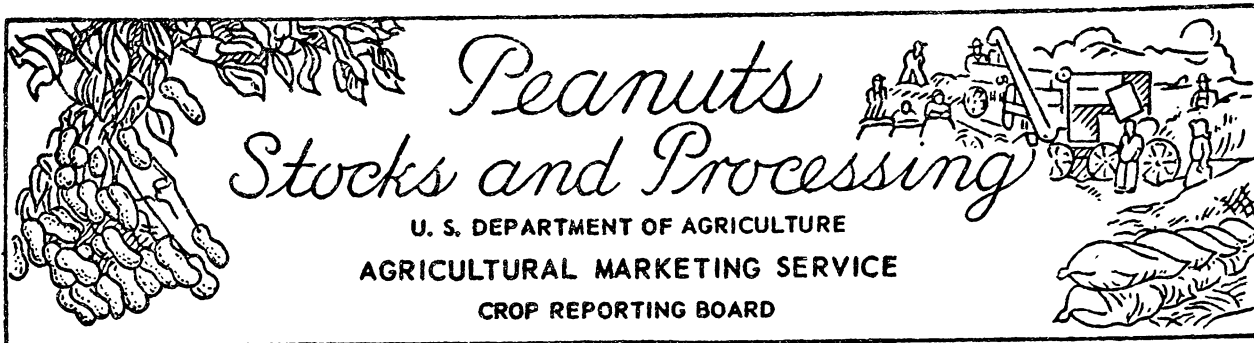 Peanuts
Stocks and Processing
U. S. DEPARTMENT OF AGRICULTURE
AGRICULTURAL MARKETING SERVICE
CROP REPORTING BOARD